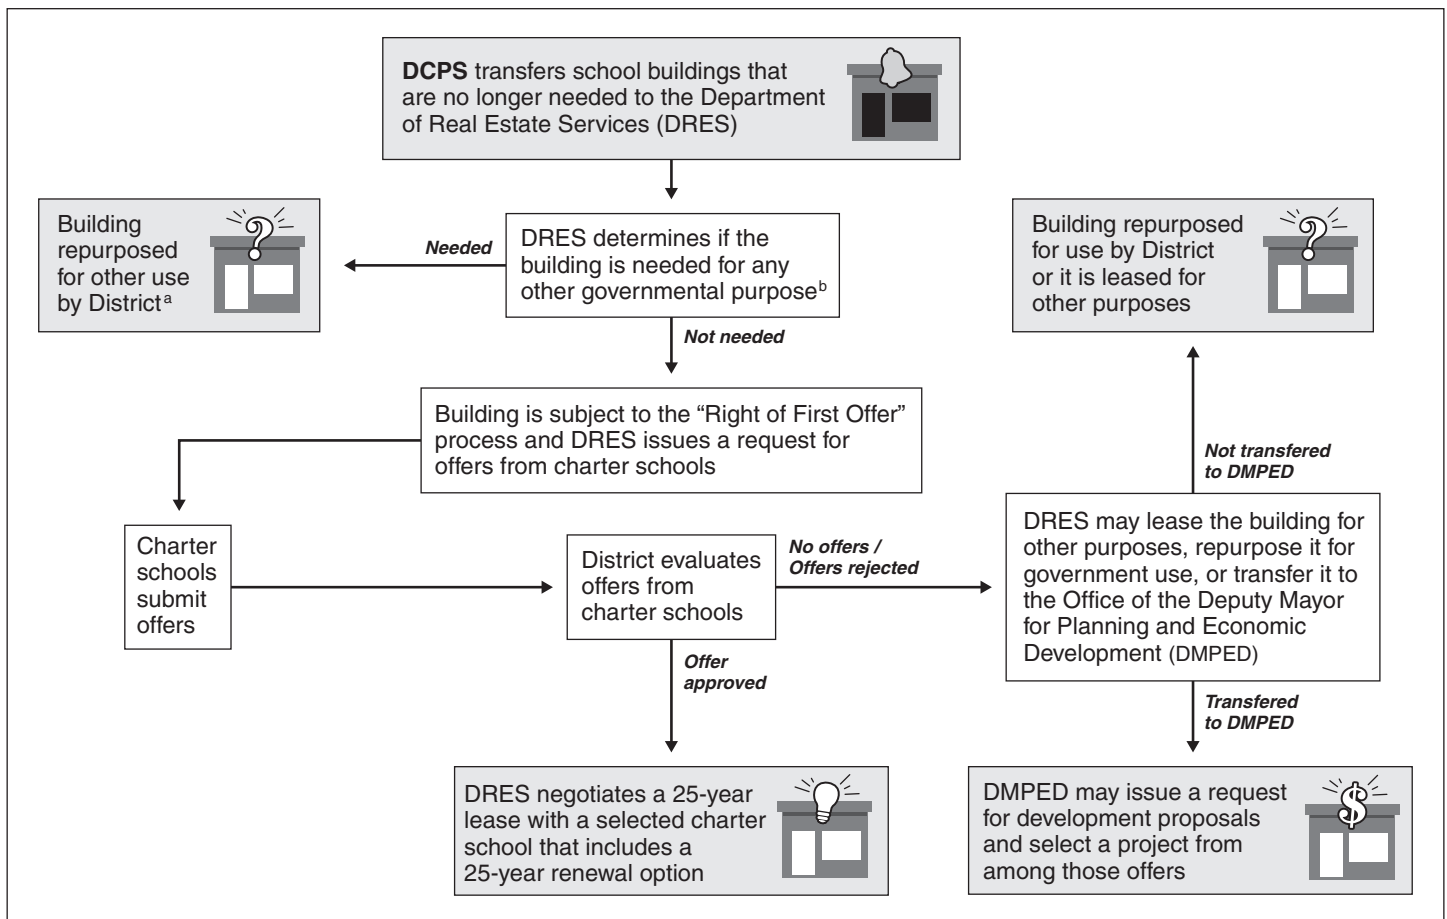 DCPS transfers school buildings that
are no longer needed to the Department
of Real Estate Services (DRES)
Building
repurposed
for other use
by Districtᵃ
Needed
DRES determines if the
building is needed for any
other governmental purposeᵇ
Building repurposed
for use by District
or it is leased for
other purposes
Not needed
Building is subject to the “Right of First Offer”
process and DRES issues a request for
offers from charter schools
Not transfered
to DMPED
Charter
schools
submit
offers
District evaluates
offers from
charter schools
No offers /
Offers rejected
DRES may lease the building for
other purposes, repurpose it for
government use, or transfer it to
the Office of the Deputy Mayor
for Planning and Economic
Development (DMPED)
Offer
approved
Transfered
to DMPED
DRES negotiates a 25-year
lease with a selected charter
school that includes a
25-year renewal option
DMPED may issue a request
for development proposals
and select a project from
among those offers